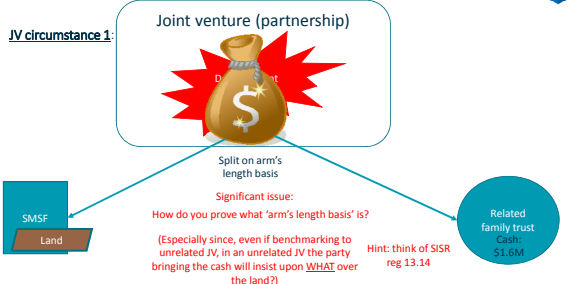 Joint venture (partnership)
JV circumstance 1:
$
Split on arm's
length basis
Significant issue:
How do you prove what 'arm's length basis' is?
(Especially since, even if benchmarking to
unrelated JV, in an unrelated JV the party
bringing the cash will insist upon WHAT over
the land?)
Hint: think of SISR
reg 13.14
SMSF
Land
Related
family trust
Cash:
$1.6M